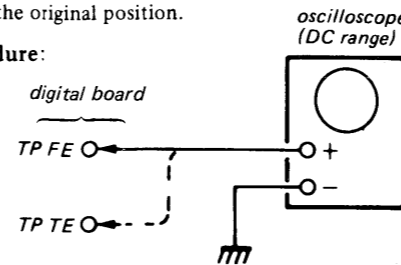 the original position.
oscilloscope
(DC range)
dure:
digital board
TP FE
+
TP TE
–